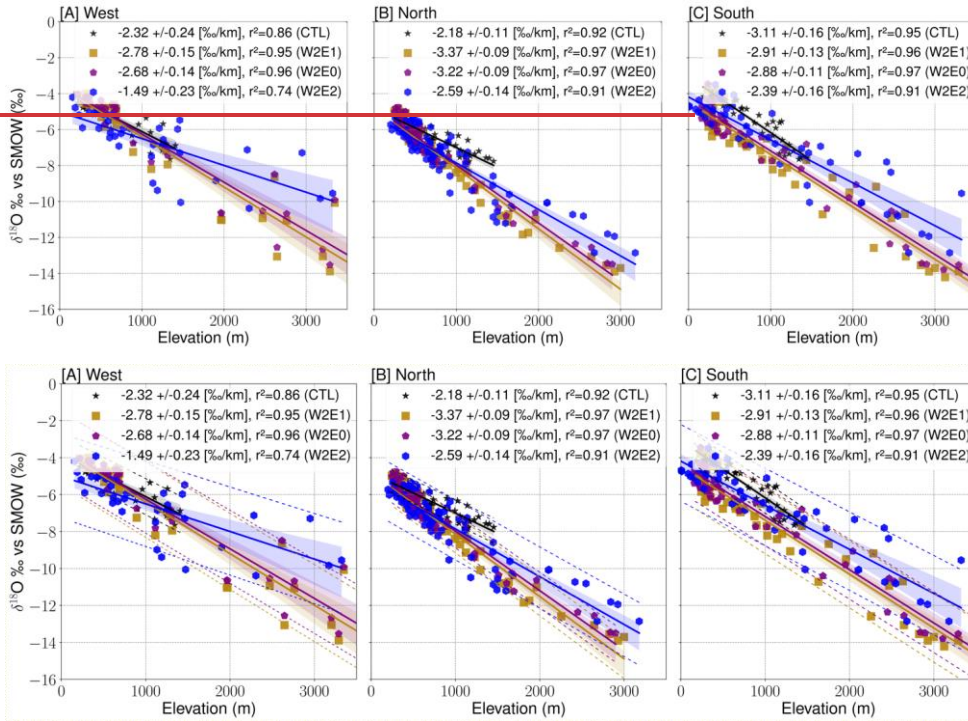 [A] West
-2.32 +/-0.24 [‰/km], r²=0.86 (CTL)
-2.78 +/-0.15 [‰/km], r²=0.95 (W2E1)
-2.68 +/-0.14 [‰/km], r²=0.96 (W2E0)
-1.49 +/-0.23 [‰/km], r²=0.74 (W2E2)
[B] North
-2.18 +/-0.11 [‰/km], r²=0.92 (CTL)
-3.37 +/-0.09 [‰/km], r²=0.97 (W2E1)
-3.22 +/-0.09 [‰/km], r²=0.97 (W2E0)
-2.59 +/-0.14 [‰/km], r²=0.91 (W2E2)
[C] South
-3.11 +/-0.16 [‰/km], r²=0.95 (CTL)
-2.91 +/-0.13 [‰/km], r²=0.96 (W2E1)
-2.88 +/-0.11 [‰/km], r²=0.97 (W2E0)
-2.39 +/-0.16 [‰/km], r²=0.91 (W2E2)
δ¹⁸O ‰ vs SMOW (‰)
0
−2
−4
−6
−8
−10
−12
−14
−16
0 1000 2000 3000
0 1000 2000 3000
0 1000 2000 3000
Elevation (m)
Elevation (m)
Elevation (m)
[A] West
-2.32 +/-0.24 [‰/km], r²=0.86 (CTL)
-2.78 +/-0.15 [‰/km], r²=0.95 (W2E1)
-2.68 +/-0.14 [‰/km], r²=0.96 (W2E0)
-1.49 +/-0.23 [‰/km], r²=0.74 (W2E2)
[B] North
-2.18 +/-0.11 [‰/km], r²=0.92 (CTL)
-3.37 +/-0.09 [‰/km], r²=0.97 (W2E1)
-3.22 +/-0.09 [‰/km], r²=0.97 (W2E0)
-2.59 +/-0.14 [‰/km], r²=0.91 (W2E2)
[C] South
-3.11 +/-0.16 [‰/km], r²=0.95 (CTL)
-2.91 +/-0.13 [‰/km], r²=0.96 (W2E1)
-2.88 +/-0.11 [‰/km], r²=0.97 (W2E0)
-2.39 +/-0.16 [‰/km], r²=0.91 (W2E2)
δ¹⁸O ‰ vs SMOW (‰)
0
−2
−4
−6
−8
−10
−12
−14
−16
0 1000 2000 3000
0 1000 2000 3000
0 1000 2000 3000
Elevation (m)
Elevation (m)
Elevation (m)